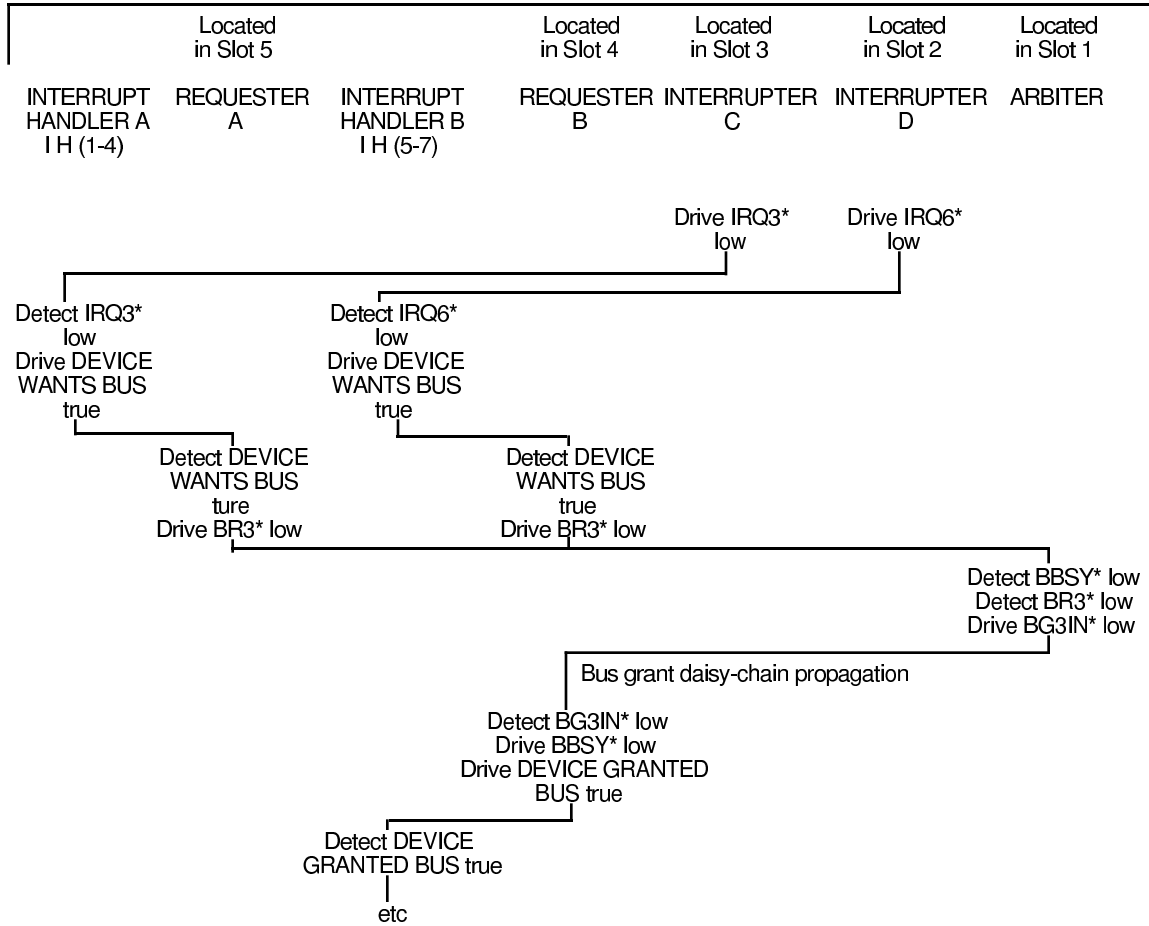 Located
in Slot 5
Located
in Slot 4
Located
in Slot 3
Located
in Slot 2
Located
in Slot 1
INTERRUPT
HANDLER A
I H (1-4)
REQUESTER
A
INTERRUPT
HANDLER B
I H (5-7)
REQUESTER
B
INTERRUPTER
C
INTERRUPTER
D
ARBITER
Drive IRQ3*
low
Drive IRQ6*
low
Detect IRQ3*
low
Drive DEVICE
WANTS BUS
true
Detect IRQ6*
low
Drive DEVICE
WANTS BUS
true
Detect DEVICE
WANTS BUS
ture
Drive BR3* low
Detect DEVICE
WANTS BUS
true
Drive BR3* low
Detect BBSY* low
Detect BR3* low
Drive BG3IN* low
Bus grant daisy-chain propagation
Detect BG3IN* low
Drive BBSY* low
Drive DEVICE GRANTED
BUS true
Detect DEVICE
GRANTED BUS true
etc